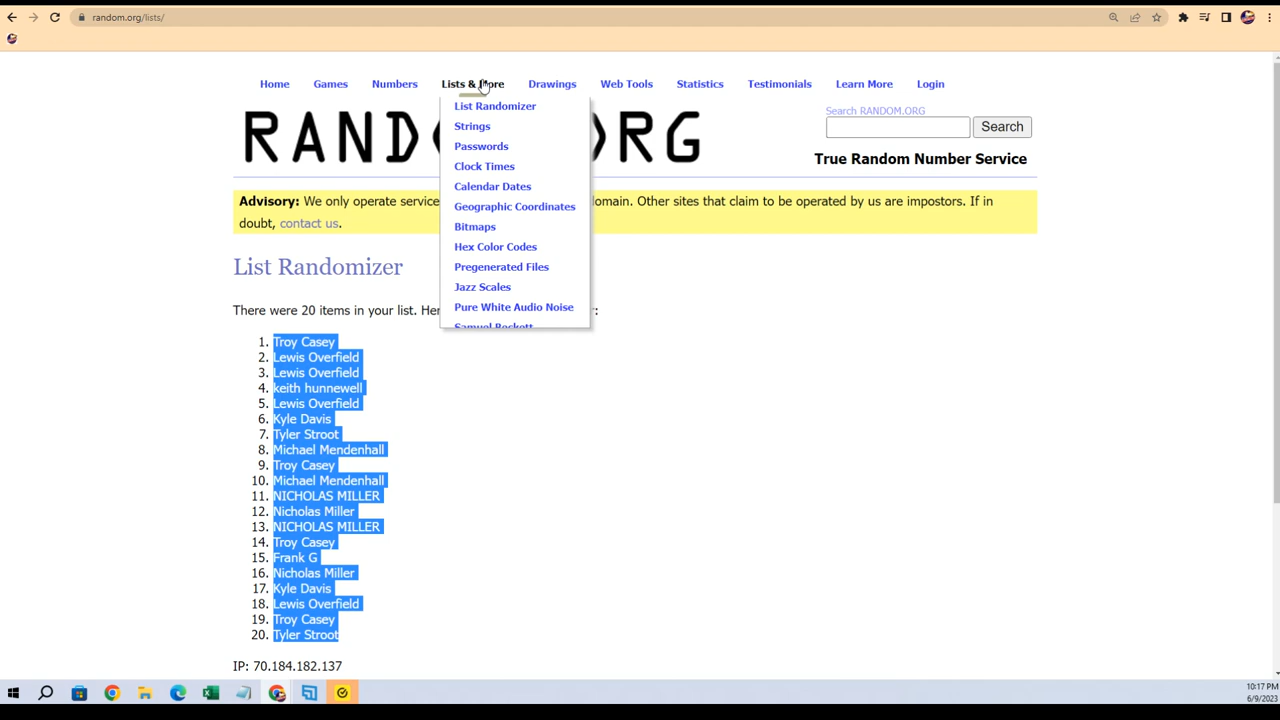 random.org/lists/
Home Games Numbers Lists & More Drawings Web Tools Statistics Testimonials Learn More Login
List Randomizer
Strings
Passwords
Clock Times
Calendar Dates
Geographic Coordinates
Bitmaps
Hex Color Codes
Pregenerated Files
Jazz Scales
Pure White Audio Noise
Samuel Beckett
RAND RG
Search RANDOM.ORG
Search
True Random Number Service
Advisory: We only operate service omain. Other sites that claim to be operated by us are impostors. If in
doubt, contact us.
List Randomizer
There were 20 items in your list. Her :
1. Troy Casey
2. Lewis Overfield
3. Lewis Overfield
4. keith hunnewell
5. Lewis Overfield
6. Kyle Davis
7. Tyler Stroot
8. Michael Mendenhall
9. Troy Casey
10. Michael Mendenhall
11. NICHOLAS MILLER
12. Nicholas Miller
13. NICHOLAS MILLER
14. Troy Casey
15. Frank G
16. Nicholas Miller
17. Kyle Davis
18. Lewis Overfield
19. Troy Casey
20. Tyler Stroot
IP: 70.184.182.137
10:17 PM
6/9/2023